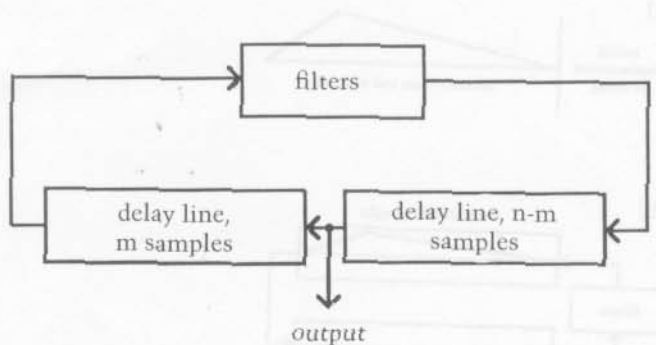 filters
delay line,
m samples
delay line, n-m
samples
output